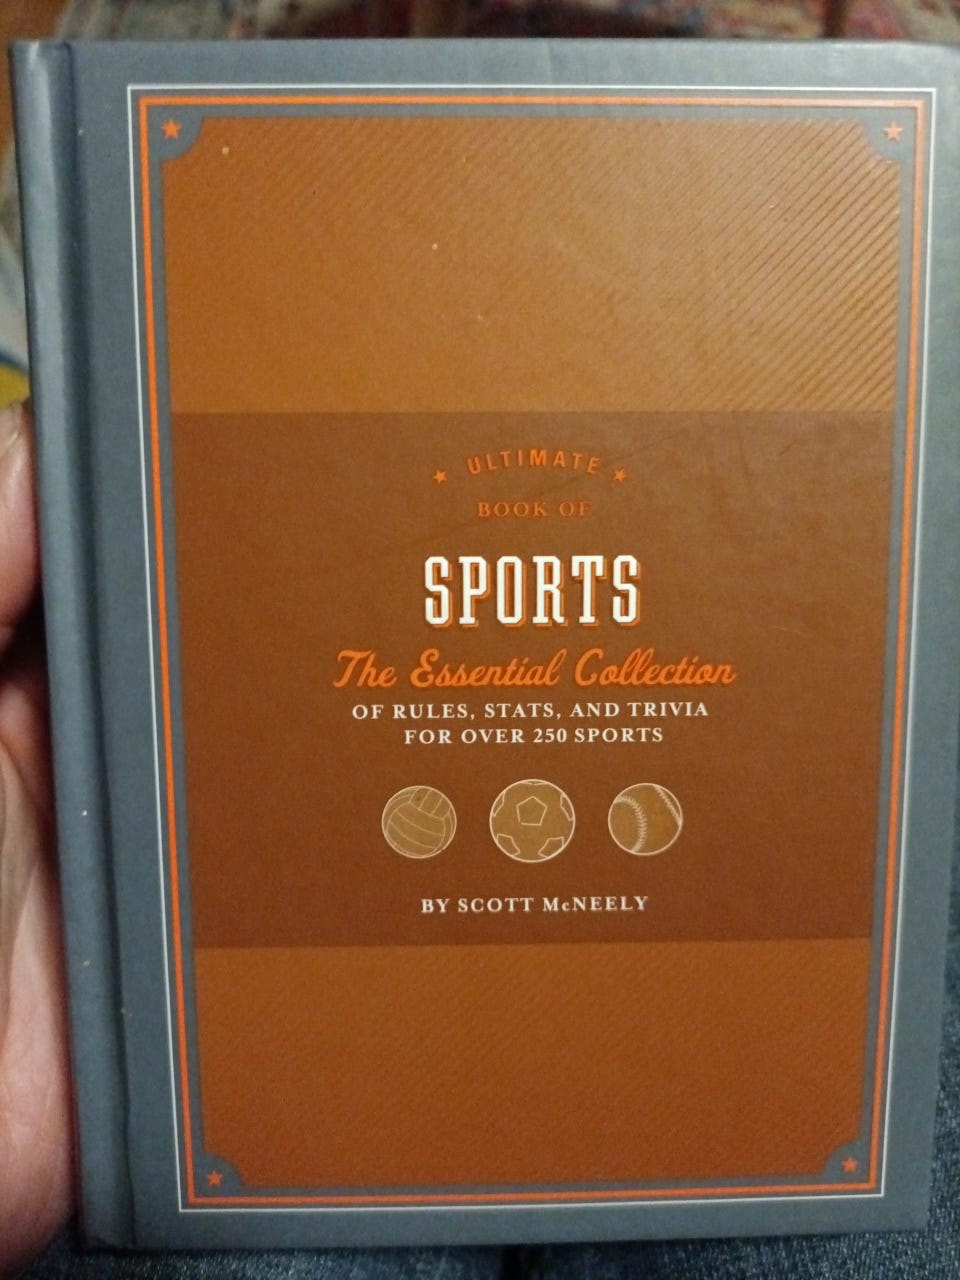 ULTIMATE
BOOK OF
SPORTS
The Essential Collection
OF RULES, STATS, AND TRIVIA
FOR OVER 250 SPORTS
BY SCOTT McNEELY